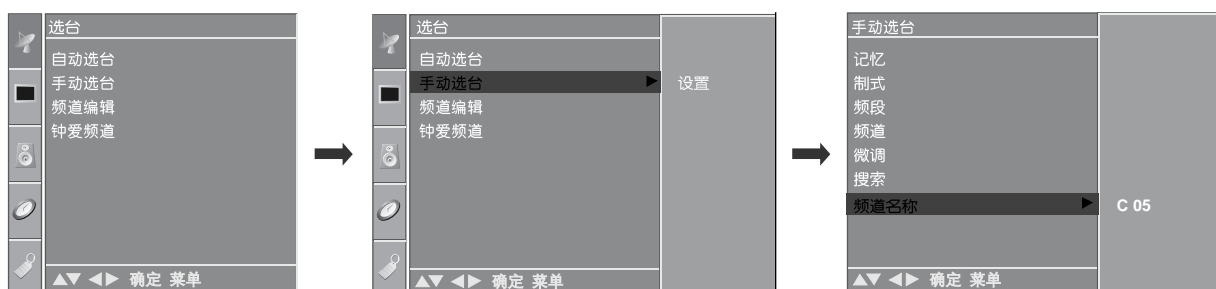 选台
自动选台
手动选台
频道编辑
钟爱频道
▲▼ ◀▶ 确定 菜单
选台
自动选台
手动选台 ▶
设置
频道编辑
钟爱频道
▲▼ ◀▶ 确定 菜单
手动选台
记忆
制式
频段
频道
微调
搜索
频道名称 ▶
C 05
▲▼ ◀▶ 确定 菜单